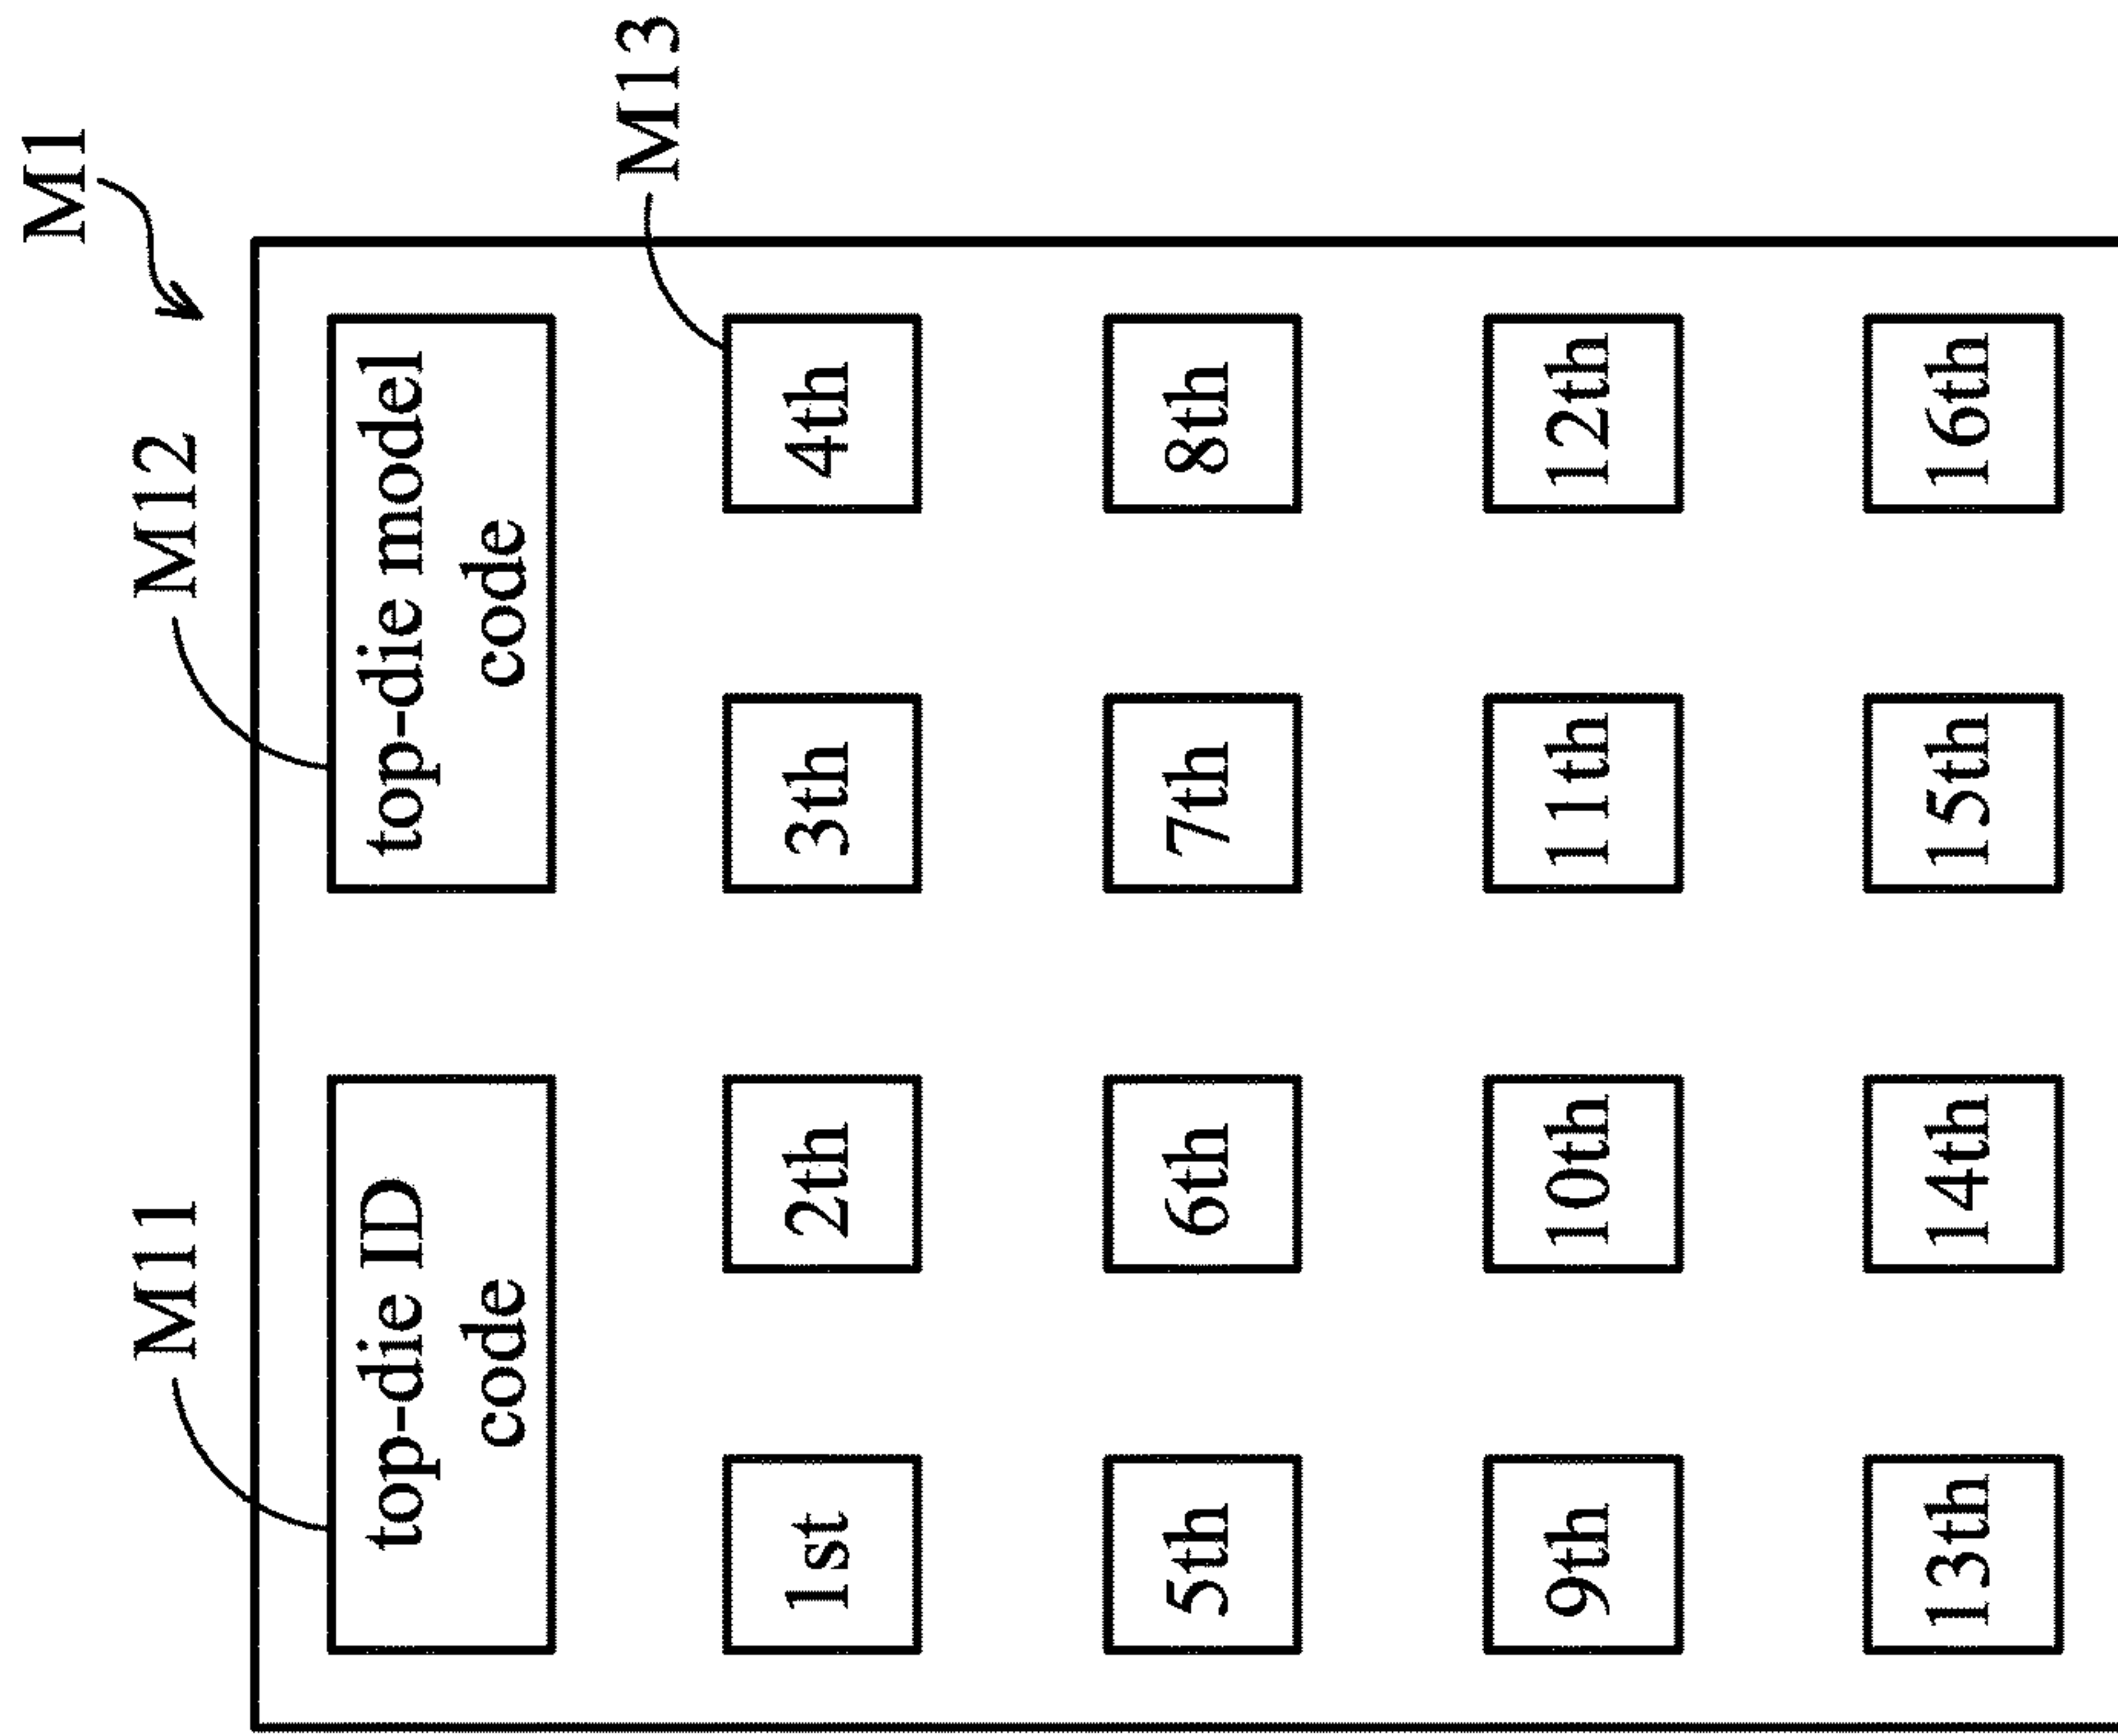 M1
M11
M12
top-die ID
code
top-die model
code
M13
1st
2th
3th
4th
5th
6th
7th
8th
9th
10th
11th
12th
13th
14th
15th
16th